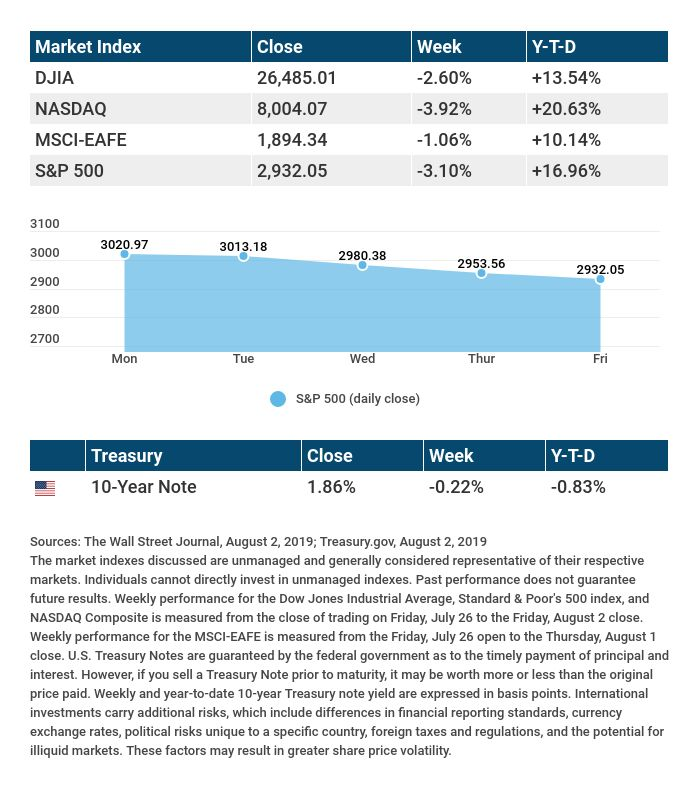 Market Index Close Week Y-T-D
DJIA 26,485.01 -2.60% +13.54%
NASDAQ 8,004.07 -3.92% +20.63%
MSCI-EAFE 1,894.34 -1.06% +10.14%
S&P 500 2,932.05 -3.10% +16.96%
3100
3020.97 3013.18 2980.38 2953.56 2932.05
3000
2900
2800
2700
Mon Tue Wed Thur Fri
S&P 500 (daily close)
Treasury Close Week Y-T-D
10-Year Note 1.86% -0.22% -0.83%
Sources: The Wall Street Journal, August 2, 2019; Treasury.gov, August 2, 2019
The market indexes discussed are unmanaged and generally considered representative of their respective
markets. Individuals cannot directly invest in unmanaged indexes. Past performance does not guarantee
future results. Weekly performance for the Dow Jones Industrial Average, Standard & Poor's 500 index, and
NASDAQ Composite is measured from the close of trading on Friday, July 26 to the Friday, August 2 close.
Weekly performance for the MSCI-EAFE is measured from the Friday, July 26 open to the Thursday, August 1
close. U.S. Treasury Notes are guaranteed by the federal government as to the timely payment of principal and
interest. However, if you sell a Treasury Note prior to maturity, it may be worth more or less than the original
price paid. Weekly and year-to-date 10-year Treasury note yield are expressed in basis points. International
investments carry additional risks, which include differences in financial reporting standards, currency
exchange rates, political risks unique to a specific country, foreign taxes and regulations, and the potential for
illiquid markets. These factors may result in greater share price volatility.